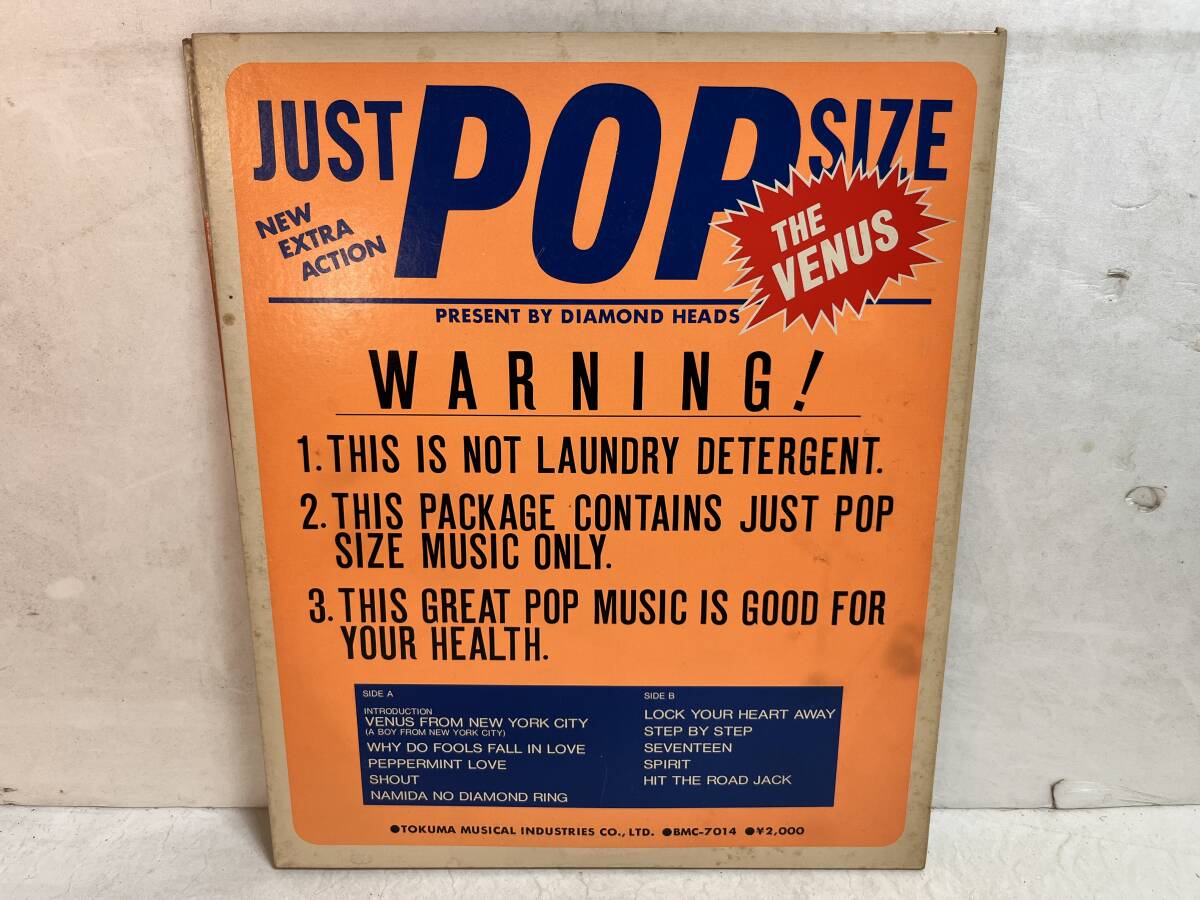 JUST POP SIZE
NEW
EXTRA
ACTION
THE
VENUS
PRESENT BY DIAMOND HEADS
WARNING!
1. THIS IS NOT LAUNDRY DETERGENT.
2. THIS PACKAGE CONTAINS JUST POP
SIZE MUSIC ONLY.
3. THIS GREAT POP MUSIC IS GOOD FOR
YOUR HEALTH.
SIDE A
INTRODUCTION
VENUS FROM NEW YORK CITY
(A BOY FROM NEW YORK CITY)
WHY DO FOOLS FALL IN LOVE
PEPPERMINT LOVE
SHOUT
NAMIDA NO DIAMOND RING
SIDE B
LOCK YOUR HEART AWAY
STEP BY STEP
SEVENTEEN
SPIRIT
HIT THE ROAD JACK
●TOKUMA MUSICAL INDUSTRIES CO., LTD. ●BMC-7014 ●¥2,000